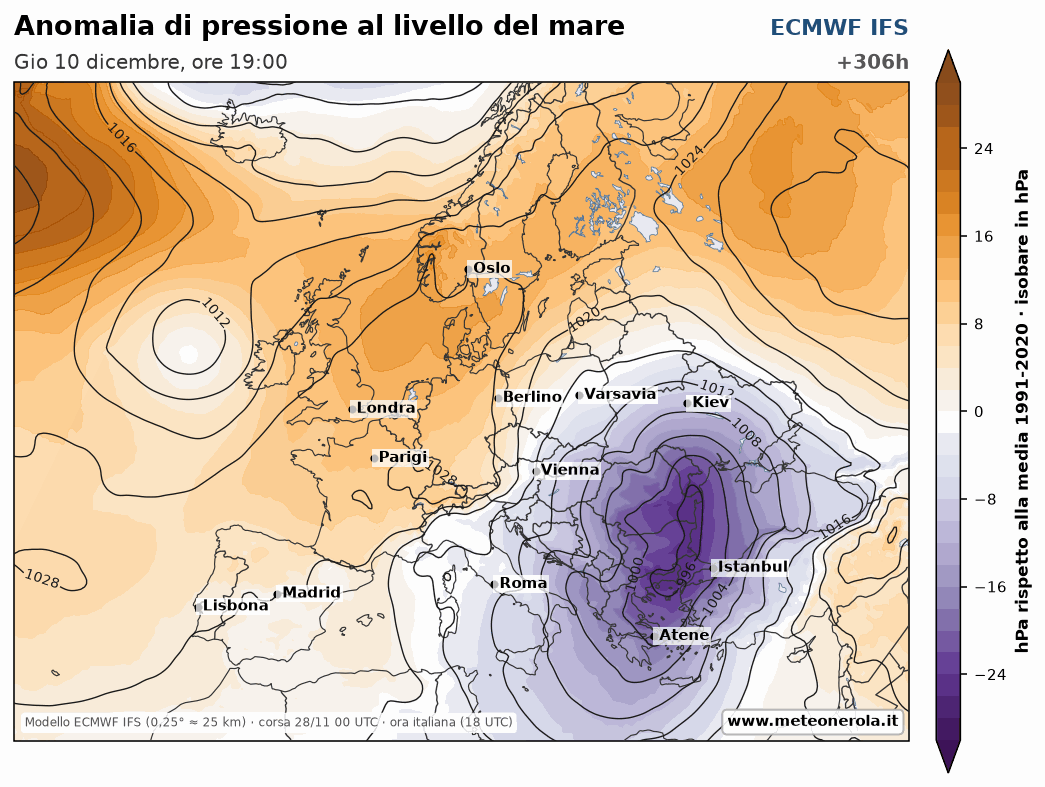 Anomalia di pressione al livello del mare
ECMWF IFS
Gio 10 dicembre, ore 19:00
+306h
1016
1024
1012
1020
1012
1008
1028
1016
1028
1000
996
1004
Oslo
Londra
Berlino
Varsavia
Kiev
Parigi
Vienna
Istanbul
Roma
Madrid
Lisbona
Atene
Modello ECMWF IFS (0,25° ≈ 25 km) · corsa 28/11 00 UTC · ora italiana (18 UTC)
www.meteonerola.it
24
16
8
0
−8
−16
−24
hPa rispetto alla media 1991-2020 · isobare in hPa